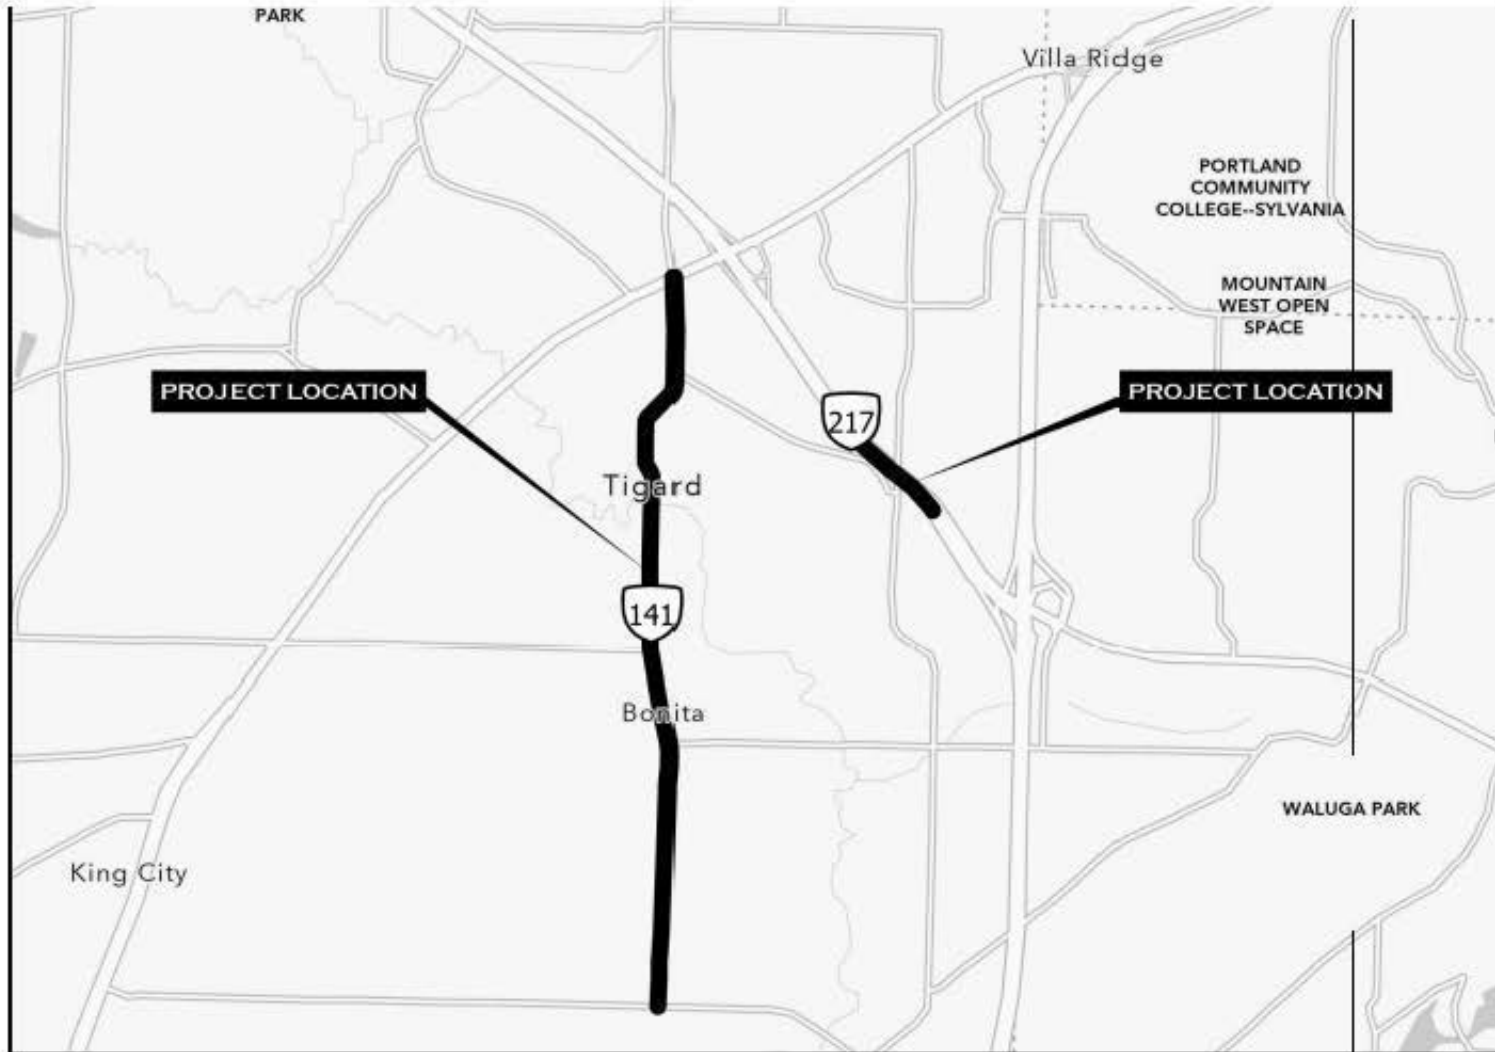 PARK
Villa Ridge
PORTLAND
COMMUNITY
COLLEGE--SYLVANIA
MOUNTAIN
WEST OPEN
SPACE
PROJECT LOCATION
PROJECT LOCATION
217
Tigard
141
Bonita
WALUGA PARK
King City